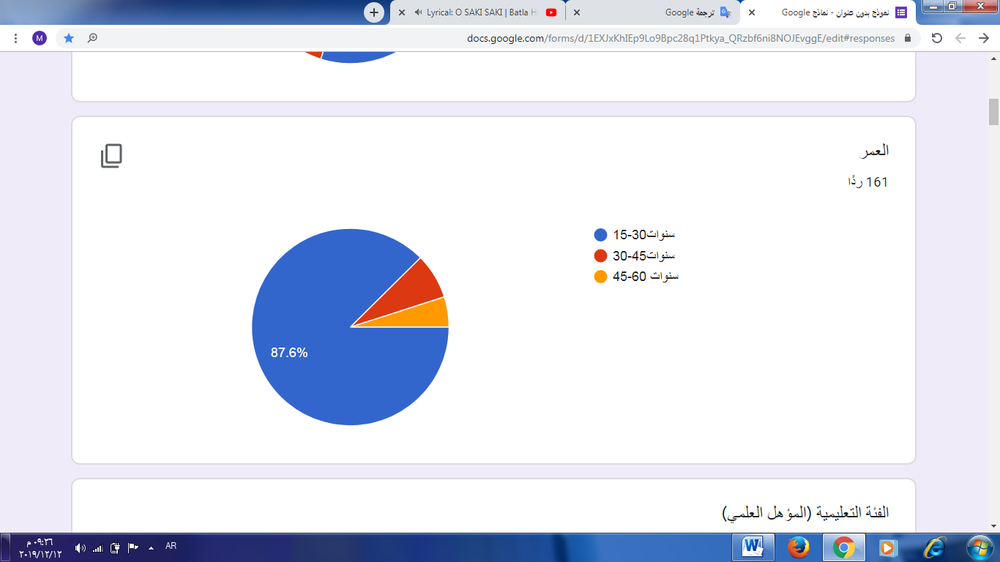 نموذج بدون عنوان - نماذج Google
ترجمة Google
Lyrical: O SAKI SAKI | Batla H
M
docs.google.com/forms/d/1EXJxKhIEp9Lo9Bpc28q1Ptkya_QRzbf6ni8NOJEvggE/edit#responses
العمر
161 ردًا
سنوات15-30
سنوات30-45
سنوات 45-60
87.6%
الفئة التعليمية (المؤهل العلمي)
AR
٠٩:٢٦ م
٢٠١٩/١٢/١٢